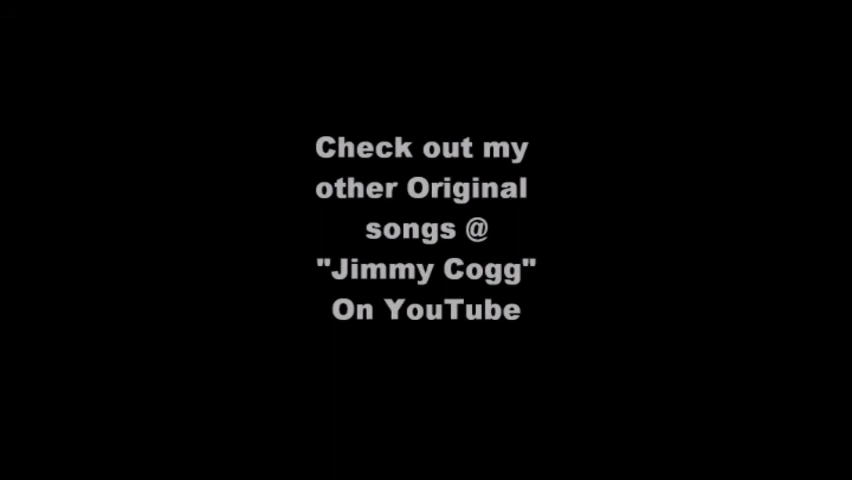 Check out my
other Original
songs @
"Jimmy Cogg"
On YouTube